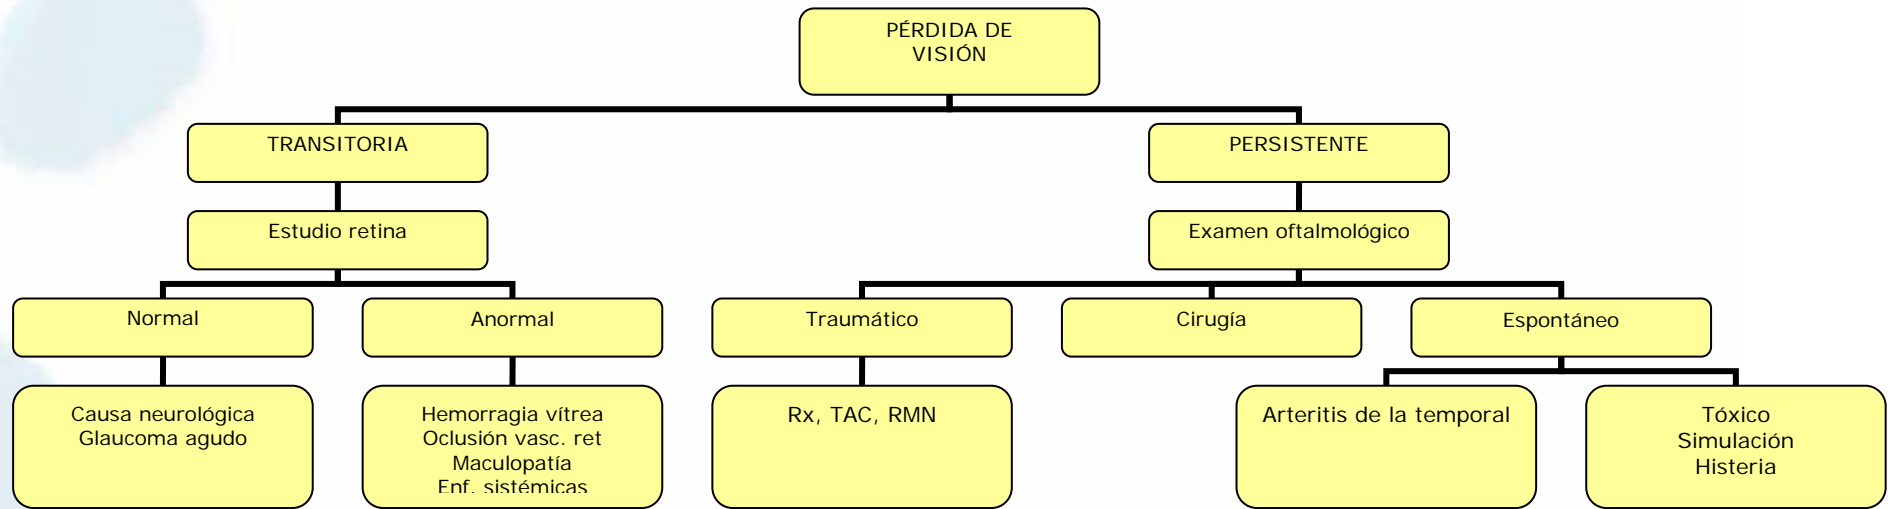 PÉRDIDA DE
VISIÓN
TRANSITORIA
PERSISTENTE
Estudio retina
Examen oftalmológico
Normal
Anormal
Traumático
Cirugía
Espontáneo
Causa neurológica
Glaucoma agudo
Hemorragia vítrea
Oclusión vasc. ret
Maculopatía
Enf. sistémicas
Rx, TAC, RMN
Arteritis de la temporal
Tóxico
Simulación
Histeria